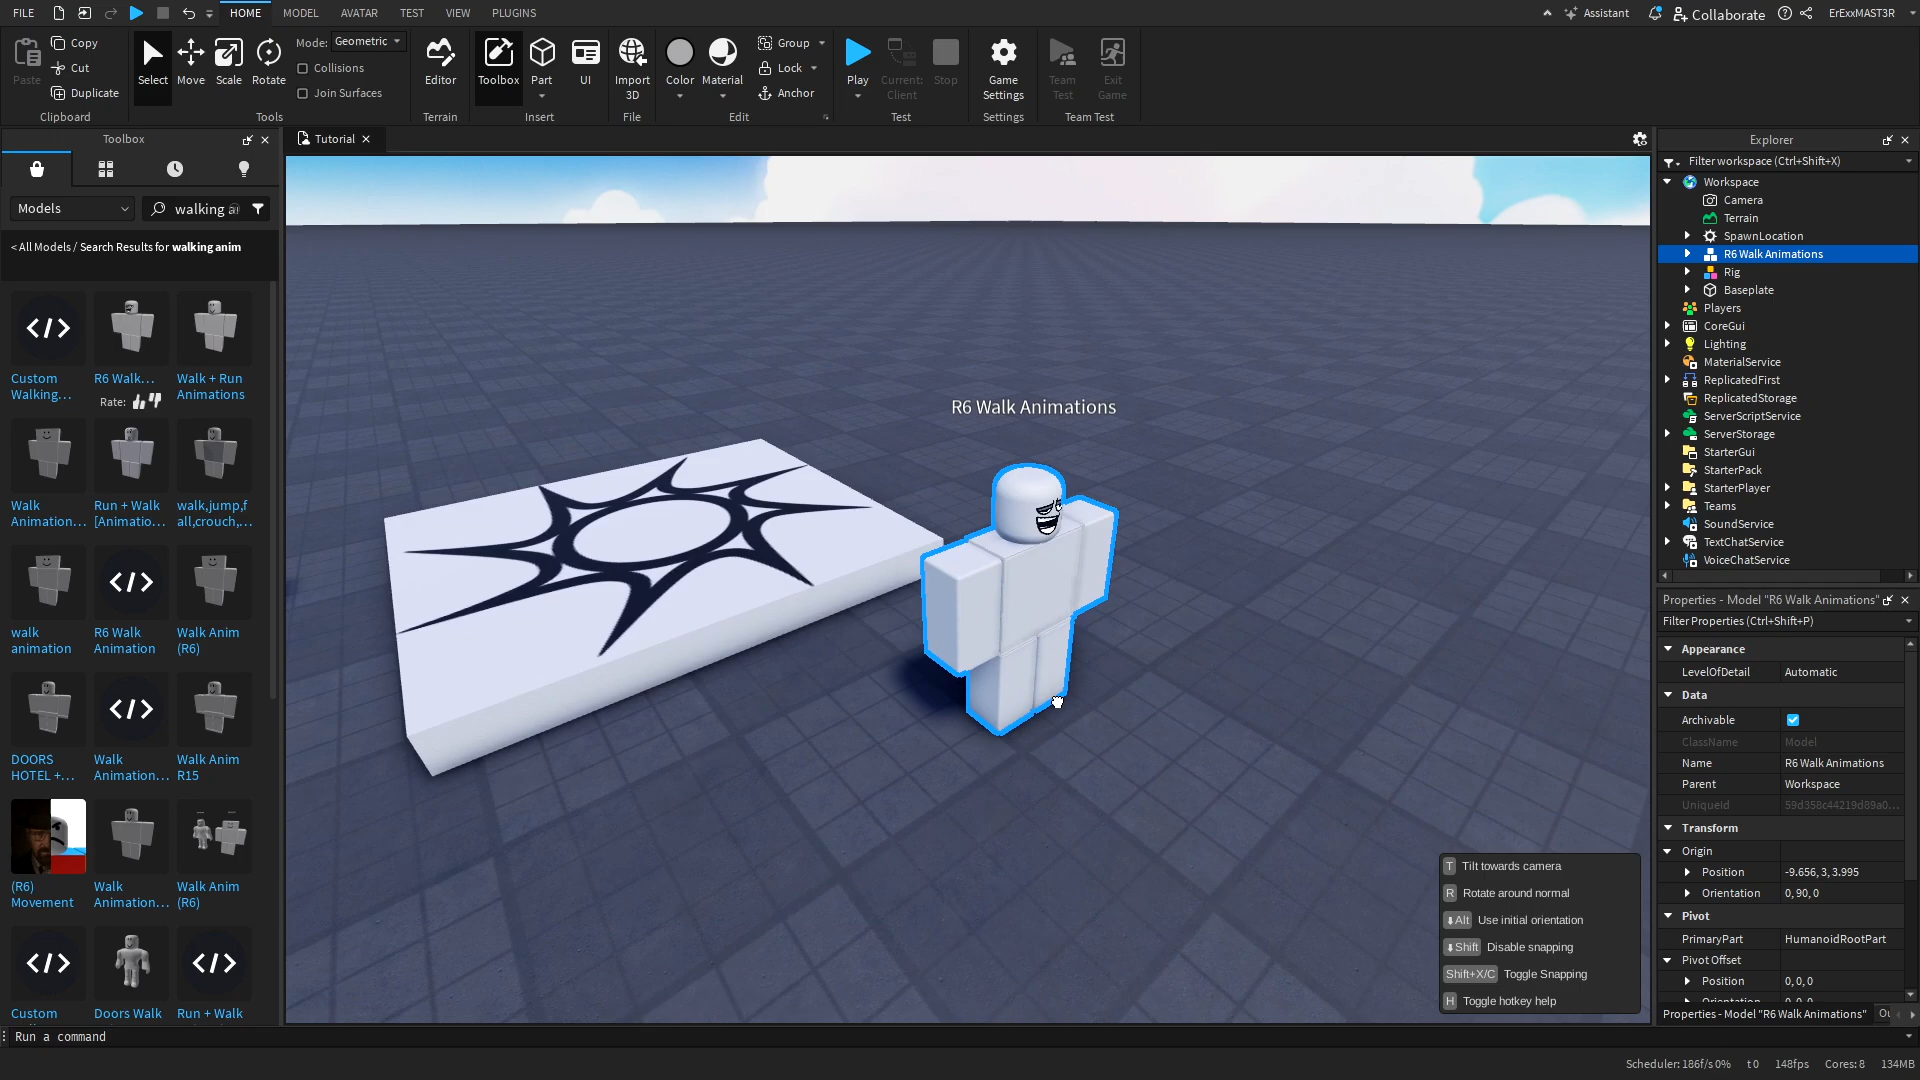 FILE
HOME
MODEL
AVATAR
TEST
VIEW
PLUGINS
Assistant
Collaborate
ErExxMAST3R
Paste
Copy
Cut
Duplicate
Clipboard
Select
Move
Scale
Rotate
Mode: Geometric
Collisions
Join Surfaces
Tools
Editor
Terrain
Toolbox
Part
UI
Insert
Import
3D
File
Color
Material
Group
Lock
Anchor
Edit
Play
Current:
Client
Stop
Test
Game
Settings
Settings
Team
Test
Exit
Game
Team Test
Toolbox
Models
walking a
< All Models / Search Results for walking anim
Custom
Walking...
R6 Walk...
Rate:
Walk + Run
Animations
Walk
Animation...
Run + Walk
[Animatio...
walk,jump,f
all,crouch,...
walk
animation
R6 Walk
Animation
Walk Anim
(R6)
DOORS
HOTEL +...
Walk
Animation...
Walk Anim
R15
(R6)
Movement
Walk
Animation...
Walk Anim
(R6)
Custom
Doors Walk
Run + Walk
Tutorial
R6 Walk Animations
T Tilt towards camera
R Rotate around normal
Alt Use initial orientation
Shift Disable snapping
Shift+X/C Toggle Snapping
H Toggle hotkey help
Explorer
Filter workspace (Ctrl+Shift+X)
Workspace
Camera
Terrain
SpawnLocation
R6 Walk Animations
Rig
Baseplate
Players
CoreGui
Lighting
MaterialService
ReplicatedFirst
ReplicatedStorage
ServerScriptService
ServerStorage
StarterGui
StarterPack
StarterPlayer
Teams
SoundService
TextChatService
VoiceChatService
Properties - Model "R6 Walk Animations"
Filter Properties (Ctrl+Shift+P)
Appearance
LevelOfDetail Automatic
Data
Archivable
ClassName Model
Name R6 Walk Animations
Parent Workspace
UniqueId 59d358c44219d89a0...
Transform
Origin
Position -9.656, 3, 3.995
Orientation 0, 90, 0
Pivot
PrimaryPart HumanoidRootPart
Pivot Offset
Position 0, 0, 0
Orientation 0, 0, 0
Properties - Model "R6 Walk Animations"
Run a command
Scheduler: 186f/s 0% t 0 148fps Cores: 8 134MB